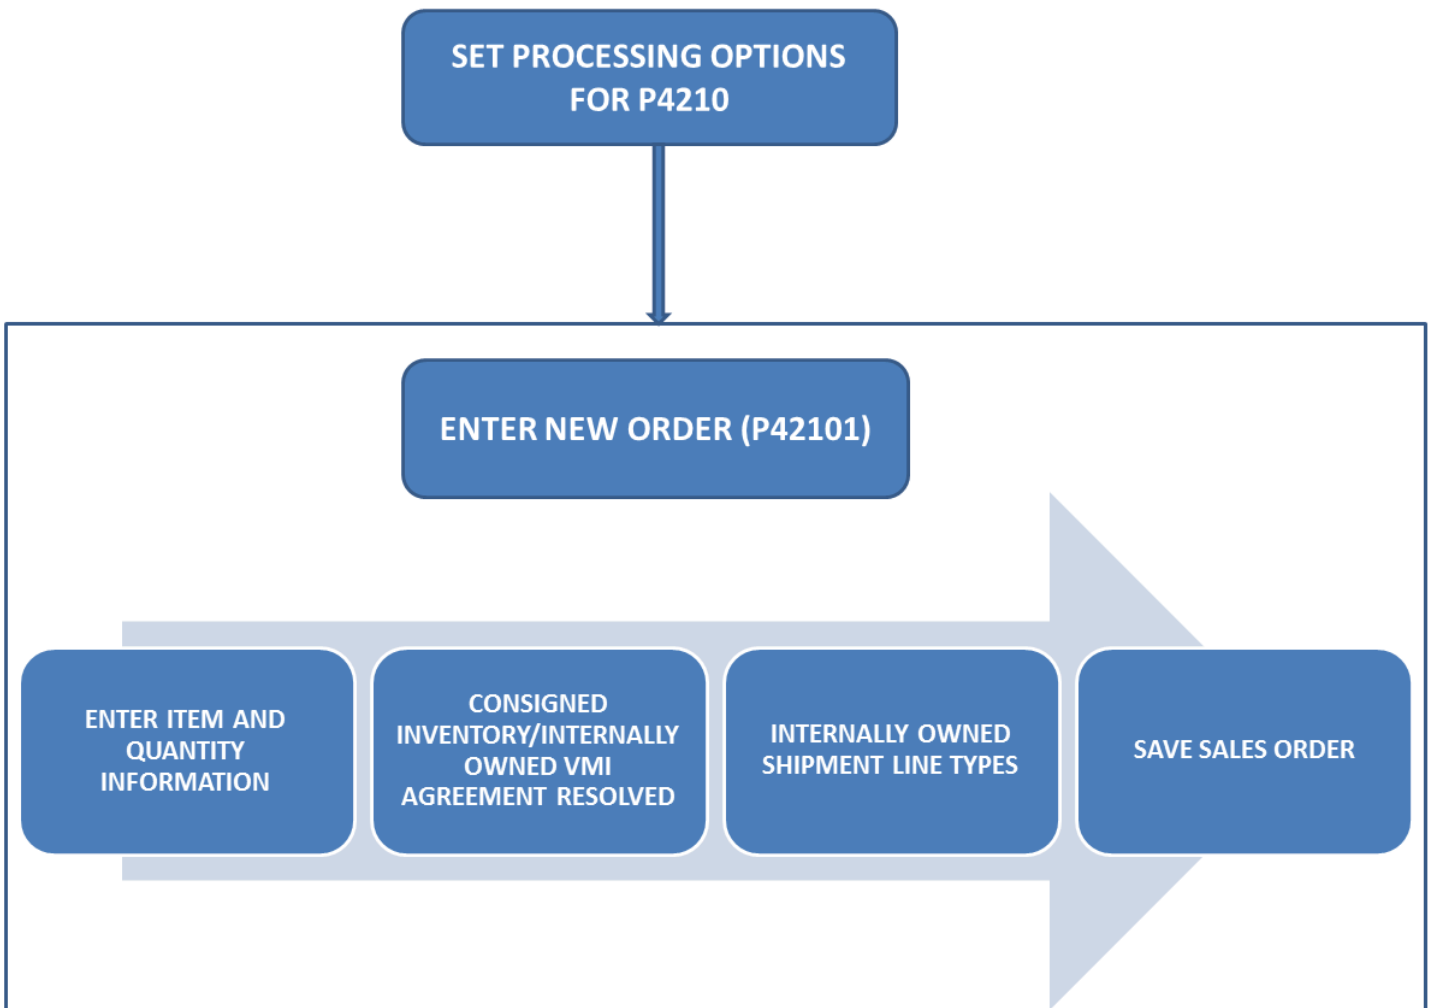 SET PROCESSING OPTIONS
FOR P4210
ENTER NEW ORDER (P42101)
ENTER ITEM AND
QUANTITY
INFORMATION
CONSIGNED
INVENTORY/INTERNALLY
OWNED VMI
AGREEMENT RESOLVED
INTERNALLY OWNED
SHIPMENT LINE TYPES
SAVE SALES ORDER